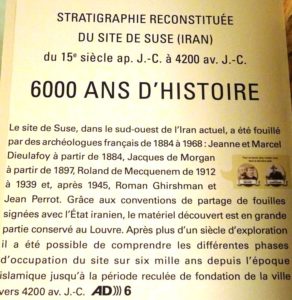 STRATIGRAPHIE RECONSTITUÉE
DU SITE DE SUSE (IRAN)
du 15e siècle ap. J.-C. à 4200 av. J.-C.
6000 ANS D'HISTOIRE
Le site de Suse, dans le sud-ouest de l'Iran actuel, a été fouillé
par des archéologues français de 1884 à 1968 : Jeanne et Marcel
Dieulafoy à partir de 1884, Jacques de Morgan
à partir de 1897, Roland de Mecquenem de 1912
à 1939 et, après 1945, Roman Ghirshman et
Jean Perrot. Grâce aux conventions de partage de fouilles
signées avec l'État iranien, le matériel découvert est en grande
partie conservé au Louvre. Après plus d'un siècle d'exploration
il a été possible de comprendre les différentes phases
d'occupation du site sur six mille ans depuis l'époque
islamique jusqu'à la période reculée de fondation de la ville
vers 4200 av. J.-C. AD))) 6